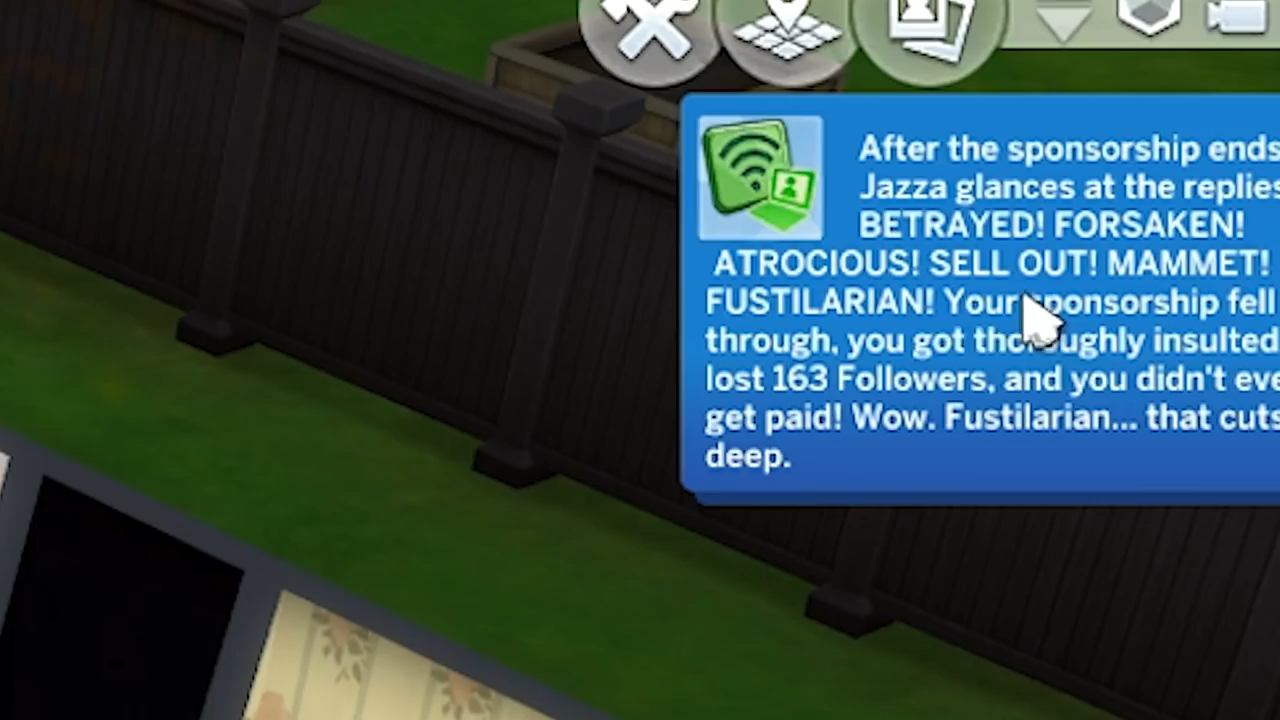 After the sponsorship ends
Jazza glances at the replies
BETRAYED! FORSAKEN!
ATROCIOUS! SELL OUT! MAMMET!
FUSTILARIAN! Your sponsorship fell
through, you got thoroughly insulted
lost 163 Followers, and you didn't eve
get paid! Wow. Fustilarian... that cuts
deep.